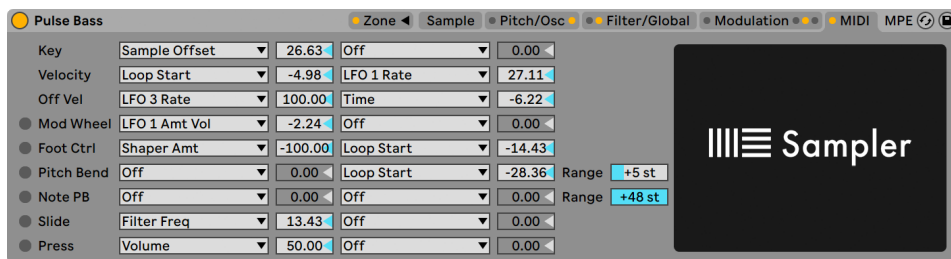 Pulse Bass Zone Sample Pitch/Osc Filter/Global Modulation MIDI MPE
Key Sample Offset 26.63 Off 0.00
Velocity Loop Start -4.98 LFO 1 Rate 27.11
Off Vel LFO 3 Rate 100.00 Time -6.22
Mod Wheel LFO 1 Amt Vol -2.24 Off 0.00
Foot Ctrl Shaper Amt -100.00 Loop Start -14.43
Pitch Bend Off 0.00 Loop Start -28.36 Range +5 st
Note PB Off 0.00 Off 0.00 Range +48 st
Slide Filter Freq 13.43 Off 0.00
Press Volume 50.00 Off 0.00
Sampler